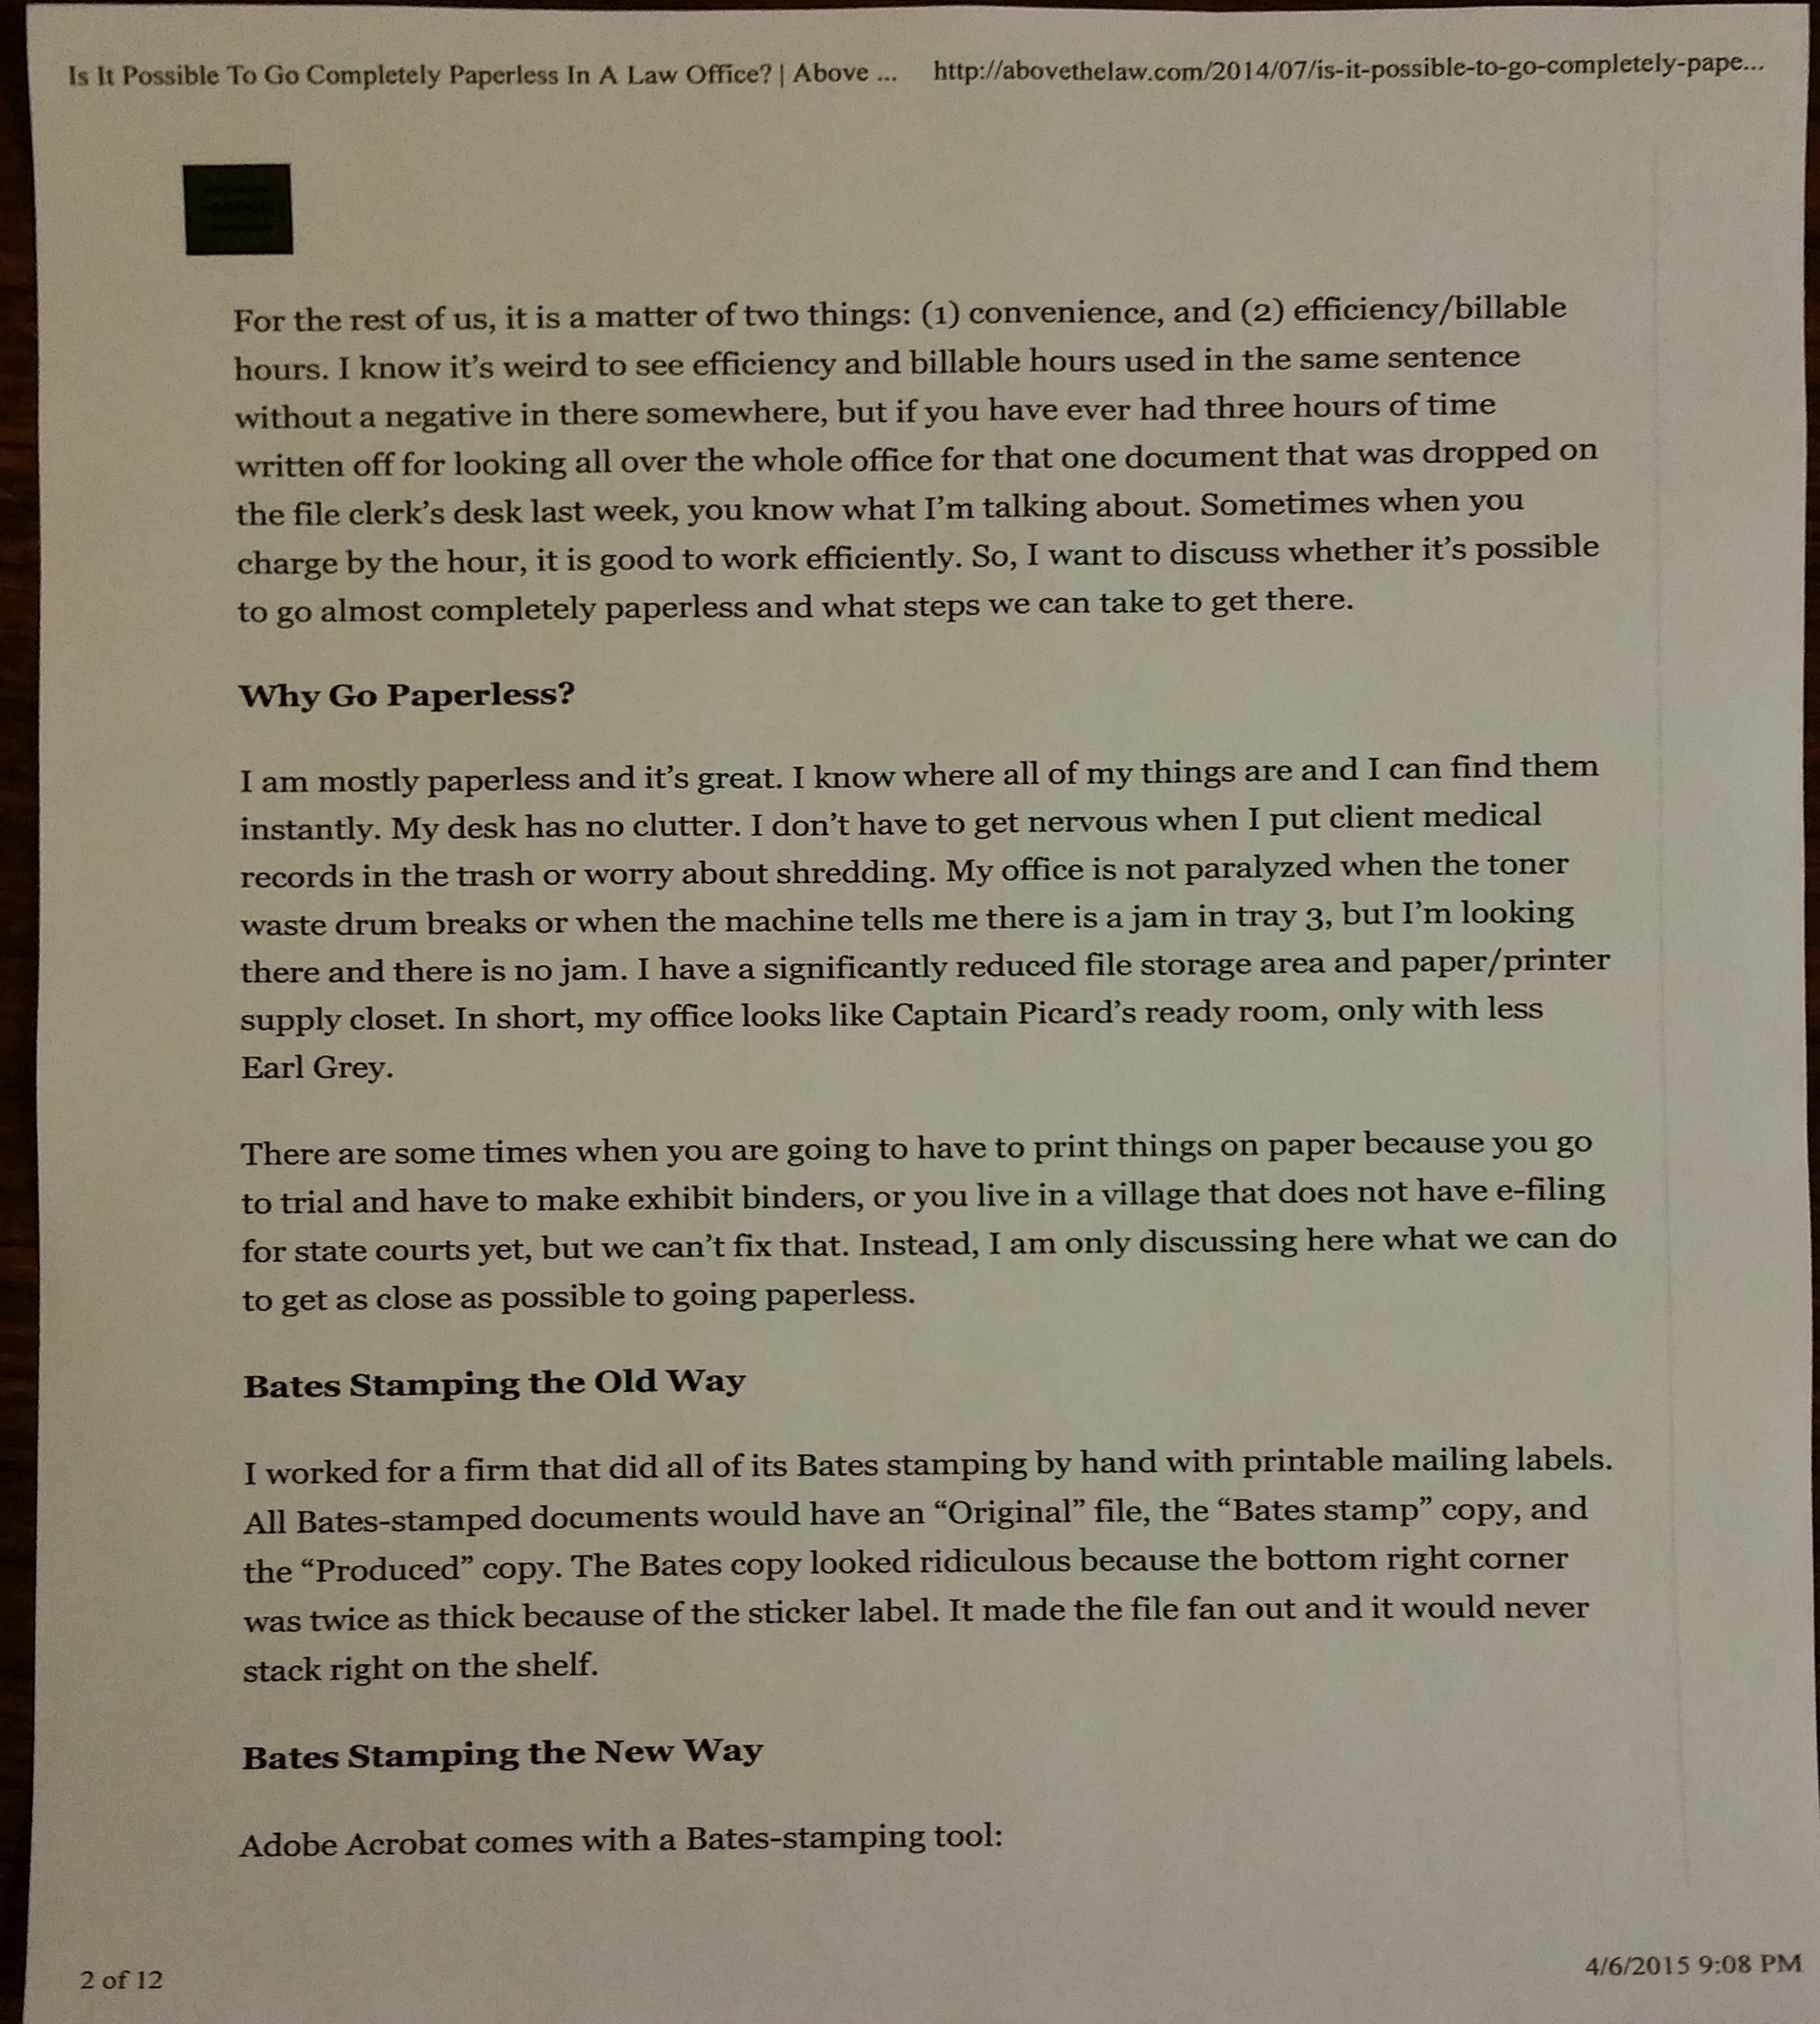 Is It Possible To Go Completely Paperless In A Law Office? | Above ... http://abovethelaw.com/2014/07/is-it-possible-to-go-completely-pape...
For the rest of us, it is a matter of two things: (1) convenience, and (2) efficiency/billable
hours. I know it’s weird to see efficiency and billable hours used in the same sentence
without a negative in there somewhere, but if you have ever had three hours of time
written off for looking all over the whole office for that one document that was dropped on
the file clerk’s desk last week, you know what I’m talking about. Sometimes when you
charge by the hour, it is good to work efficiently. So, I want to discuss whether it’s possible
to go almost completely paperless and what steps we can take to get there.
Why Go Paperless?
I am mostly paperless and it’s great. I know where all of my things are and I can find them
instantly. My desk has no clutter. I don’t have to get nervous when I put client medical
records in the trash or worry about shredding. My office is not paralyzed when the toner
waste drum breaks or when the machine tells me there is a jam in tray 3, but I’m looking
there and there is no jam. I have a significantly reduced file storage area and paper/printer
supply closet. In short, my office looks like Captain Picard’s ready room, only with less
Earl Grey.
There are some times when you are going to have to print things on paper because you go
to trial and have to make exhibit binders, or you live in a village that does not have e-filing
for state courts yet, but we can’t fix that. Instead, I am only discussing here what we can do
to get as close as possible to going paperless.
Bates Stamping the Old Way
I worked for a firm that did all of its Bates stamping by hand with printable mailing labels.
All Bates-stamped documents would have an “Original” file, the “Bates stamp” copy, and
the “Produced” copy. The Bates copy looked ridiculous because the bottom right corner
was twice as thick because of the sticker label. It made the file fan out and it would never
stack right on the shelf.
Bates Stamping the New Way
Adobe Acrobat comes with a Bates-stamping tool:
2 of 12 4/6/2015 9:08 PM